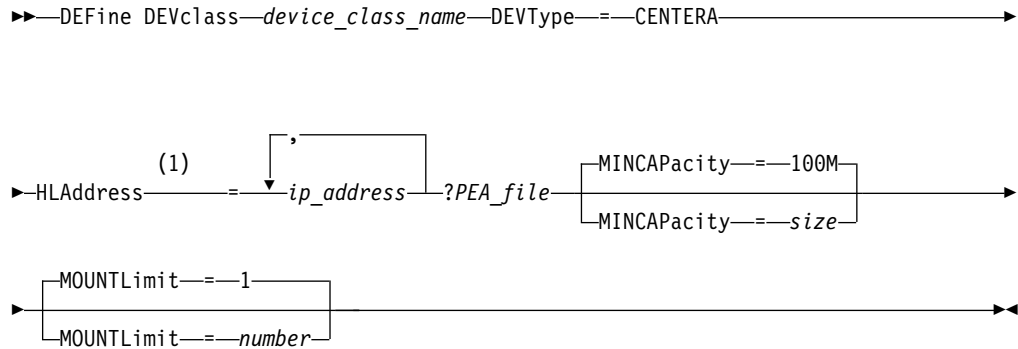 DEFine DEVclass device_class_name DEVType = CENTERA
,
(1)
HLAddress = ip_address ?PEA_file
MINCAPacity = 100M
MINCAPacity = size
MOUNTLimit = 1
MOUNTLimit = number